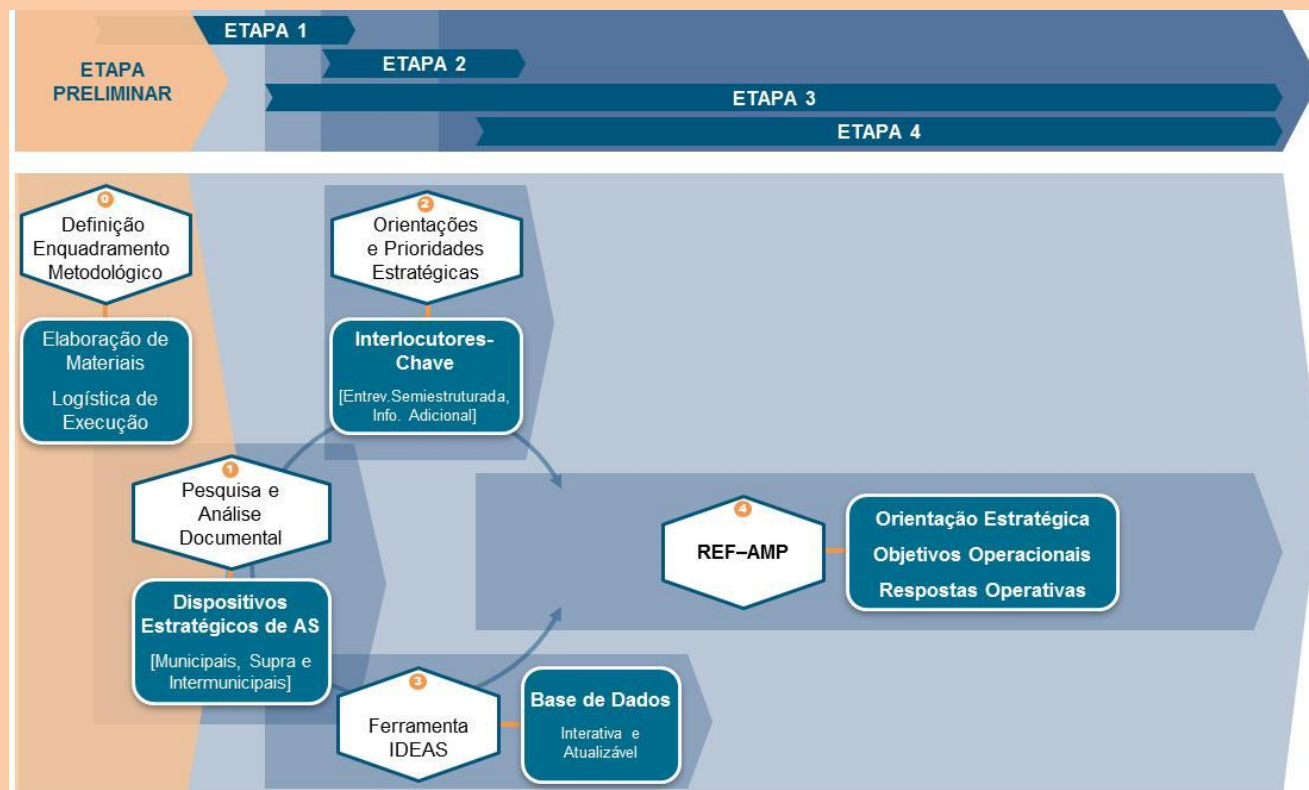 ETAPA 1
ETAPA
PRELIMINAR
ETAPA 2
ETAPA 3
ETAPA 4
0
Definição
Enquadramento
Metodológico
Elaboração de
Materiais
Logística de
Execução
2
Orientações
e Prioridades
Estratégicas
Interlocutores-
Chave
[Entrev.Semiestruturada,
Info. Adicional]
1
Pesquisa e
Análise
Documental
Dispositivos
Estratégicos de AS
[Municipais, Supra e
Intermunicipais]
3
Ferramenta
IDEAS
Base de Dados
Interativa e
Atualizável
4
REF–AMP
Orientação Estratégica
Objetivos Operacionais
Respostas Operativas